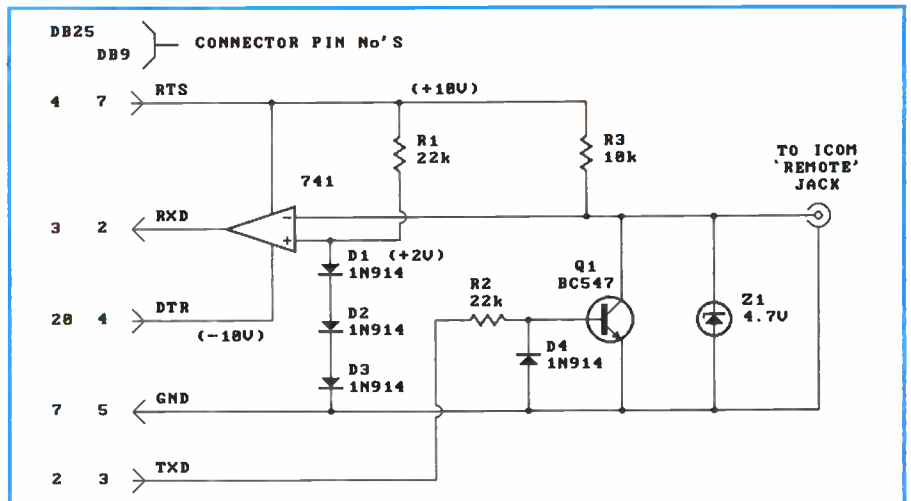 DB25
DB9
CONNECTOR PIN No'S
4 7 RTS
(+10V)
R1
22k
R3
10k
TO ICOM
'REMOTE'
JACK
741
3 2 RXD
-
+
(+2V)
D1
1N914
Q1
BC547
R2
22k
Z1
4.7V
D2
1N914
20 4 DTR
(-10V)
D4
1N914
D3
1N914
7 5 GND
2 3 TXD